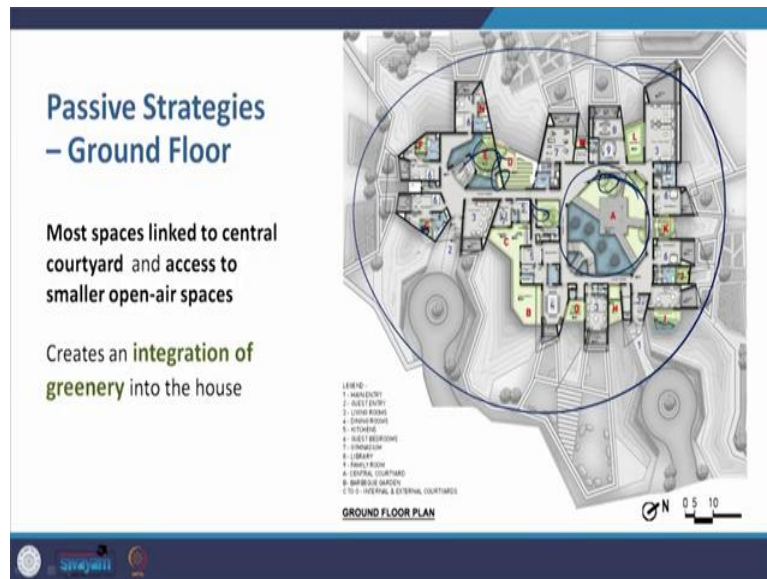 Passive Strategies
– Ground Floor
Most spaces linked to central
courtyard and access to
smaller open-air spaces
Creates an integration of
greenery into the house
LEGEND -
1 - MAIN ENTRY
2 - GUEST ENTRY
3 - LIVING ROOMS
4 - DINING ROOMS
5 - KITCHENS
6 - GUEST BEDROOMS
7 - GYMNASIUM
8 - LIBRARY
9 - FAMILY ROOM
A - CENTRAL COURTYARD
B - BARBEQUE GARDEN
C TO O - INTERNAL & EXTERNAL COURTYARDS
GROUND FLOOR PLAN
N
0 5 10
A
B
C
D
E
L
K
swayam